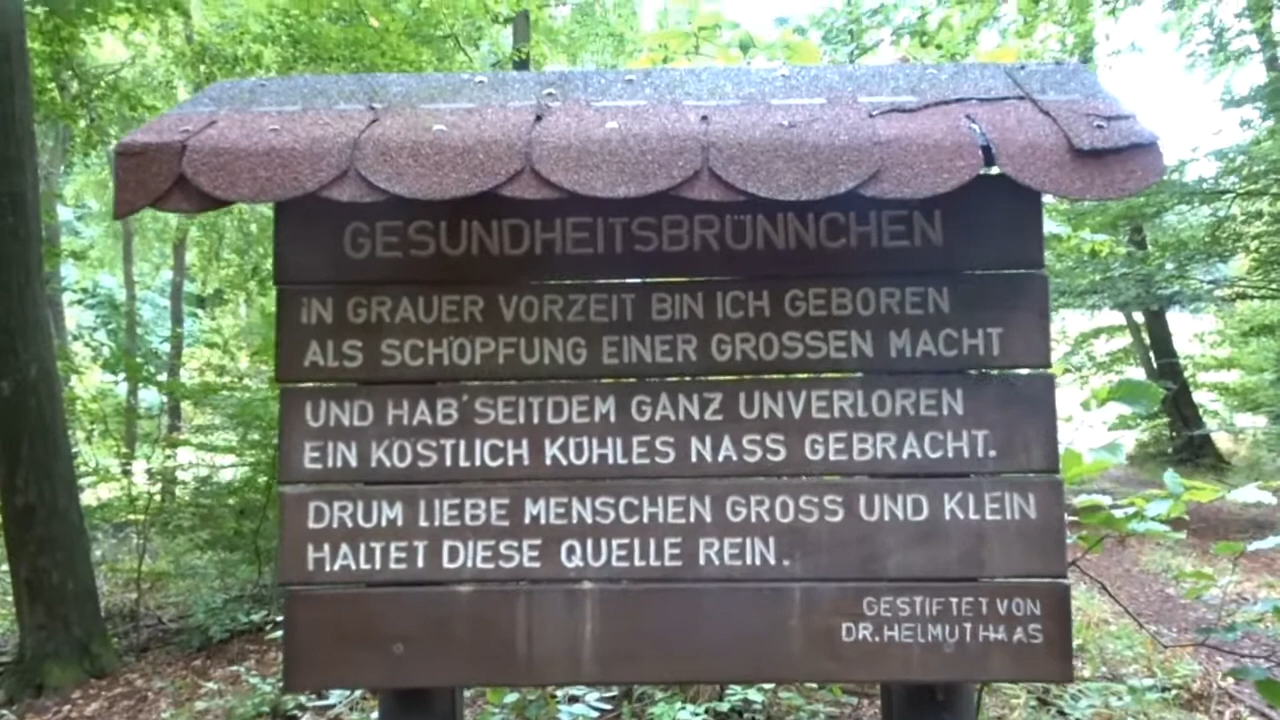 GESUNDHEITSBRÜNNCHEN
IN GRAUER VORZEIT BIN ICH GEBOREN
ALS SCHÖPFUNG EINER GROSSEN MACHT
UND HAB' SEITDEM GANZ UNVERLOREN
EIN KÖSTLICH KÜHLES NASS GEBRACHT.
DRUM LIEBE MENSCHEN GROSS UND KLEIN
HALTET DIESE QUELLE REIN.
GESTIFTET VON
DR. HELMUT HAAS